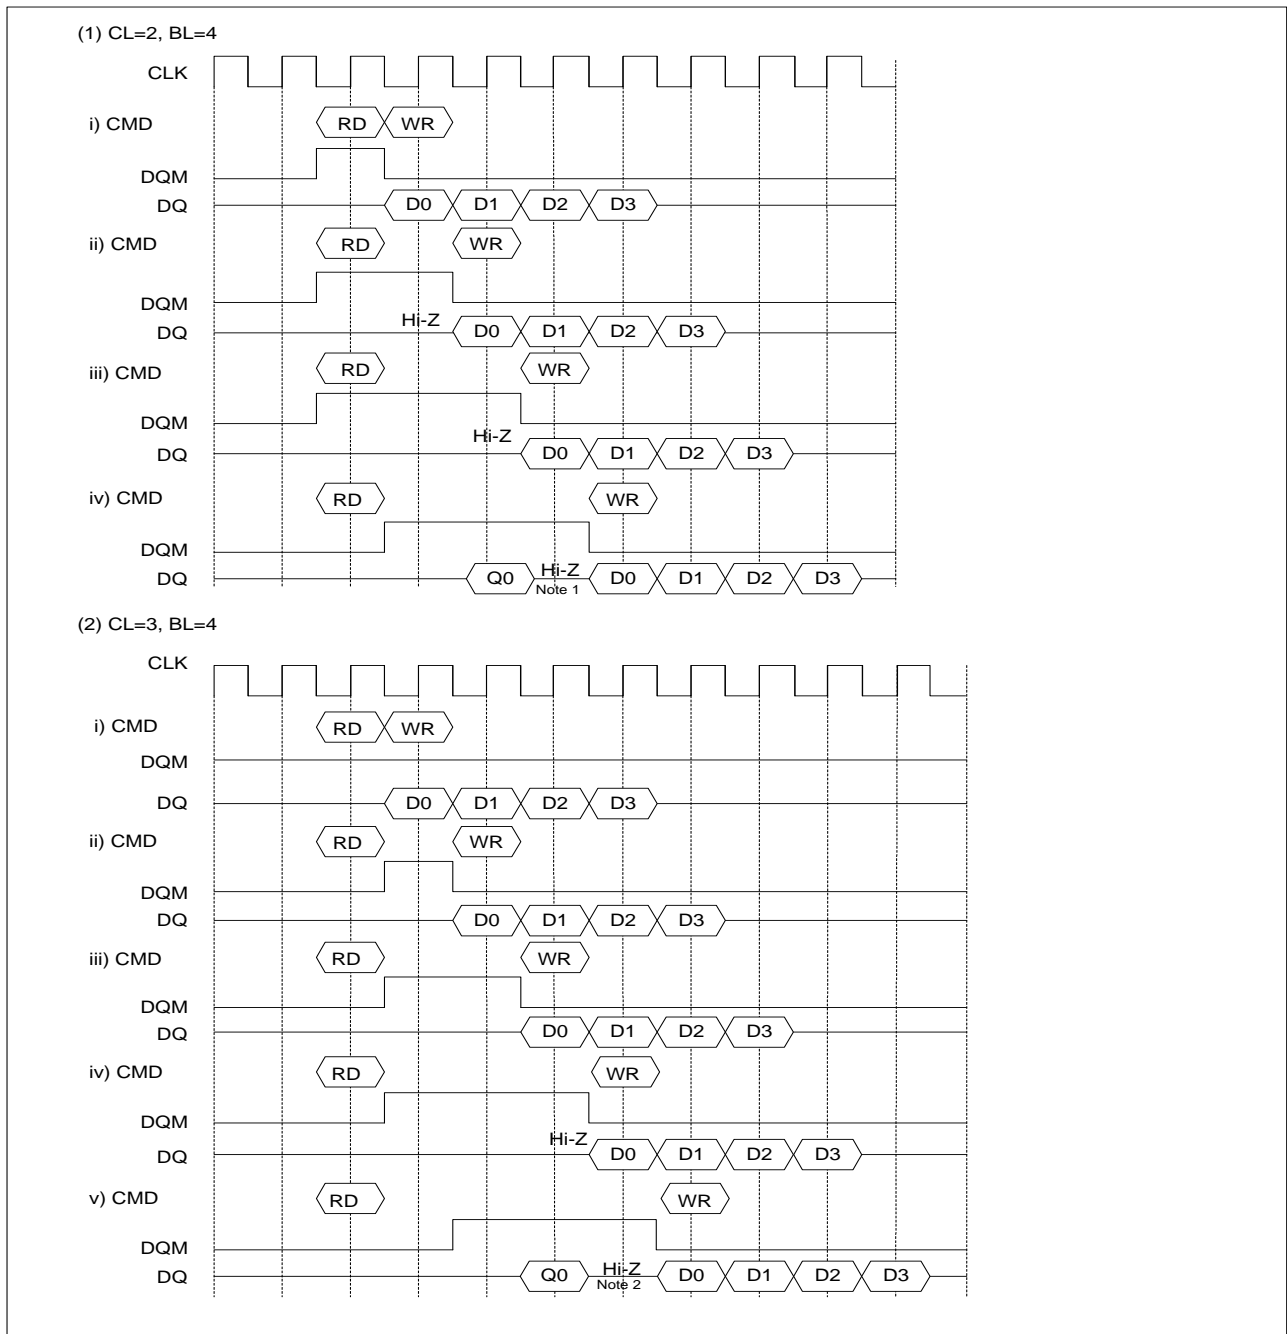 (1) CL=2, BL=4
CLK
i) CMD RD WR
DQM
DQ D0 D1 D2 D3
ii) CMD RD WR
DQM
Hi-Z
DQ D0 D1 D2 D3
iii) CMD RD WR
DQM
Hi-Z
DQ D0 D1 D2 D3
iv) CMD RD WR
DQM
DQ Q0 Hi-Z D0 D1 D2 D3
Note 1
(2) CL=3, BL=4
CLK
i) CMD RD WR
DQM
DQ D0 D1 D2 D3
ii) CMD RD WR
DQM
DQ D0 D1 D2 D3
iii) CMD RD WR
DQM
DQ D0 D1 D2 D3
iv) CMD RD WR
DQM
Hi-Z
DQ D0 D1 D2 D3
v) CMD RD WR
DQM
DQ Q0 Hi-Z D0 D1 D2 D3
Note 2